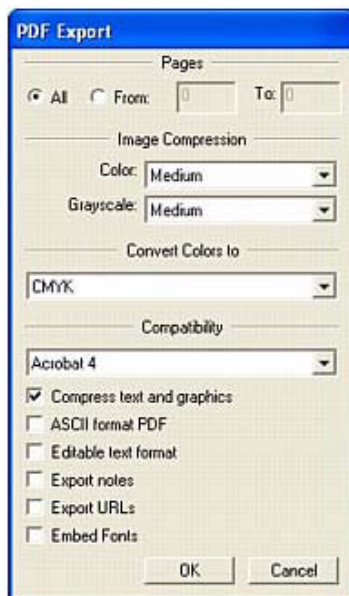 PDF Export
Pages
All From: 0 To: 0
Image Compression
Color: Medium
Grayscale: Medium
Convert Colors to
CMYK
Compatibility
Acrobat 4
Compress text and graphics
ASCII format PDF
Editable text format
Export notes
Export URLs
Embed Fonts
OK Cancel